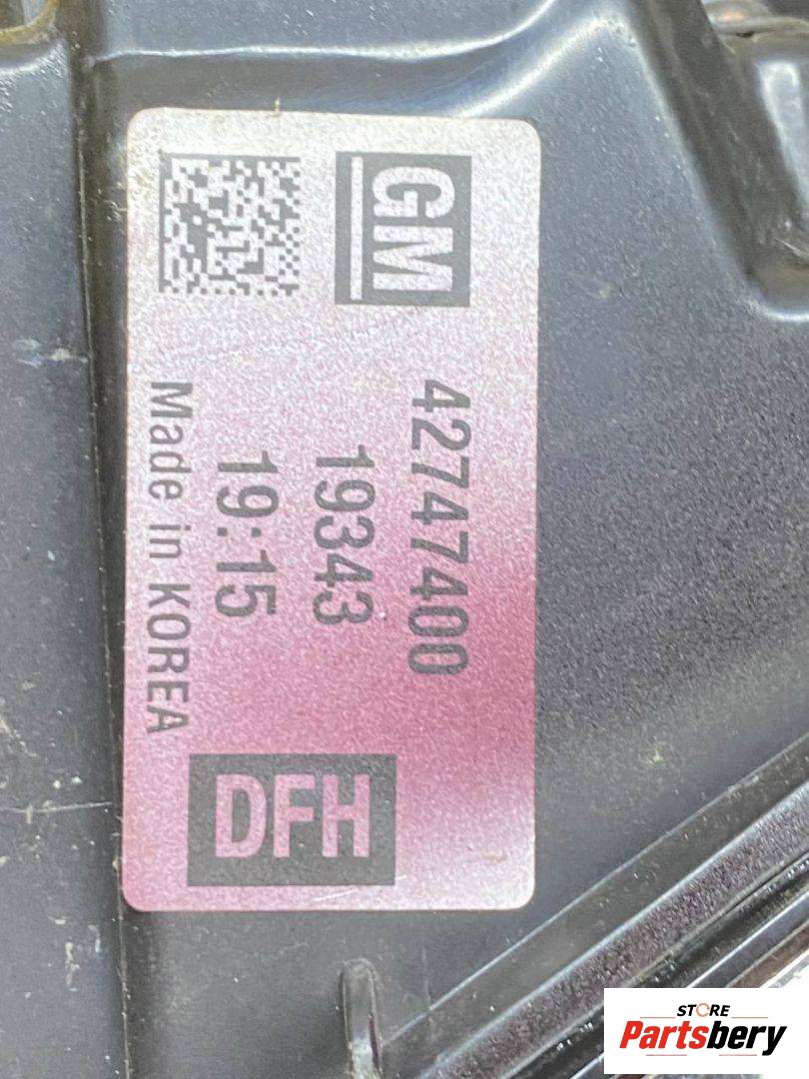 GM
42747400
19343
19:15
Made in KOREA
DFH
STORE
Partsbery